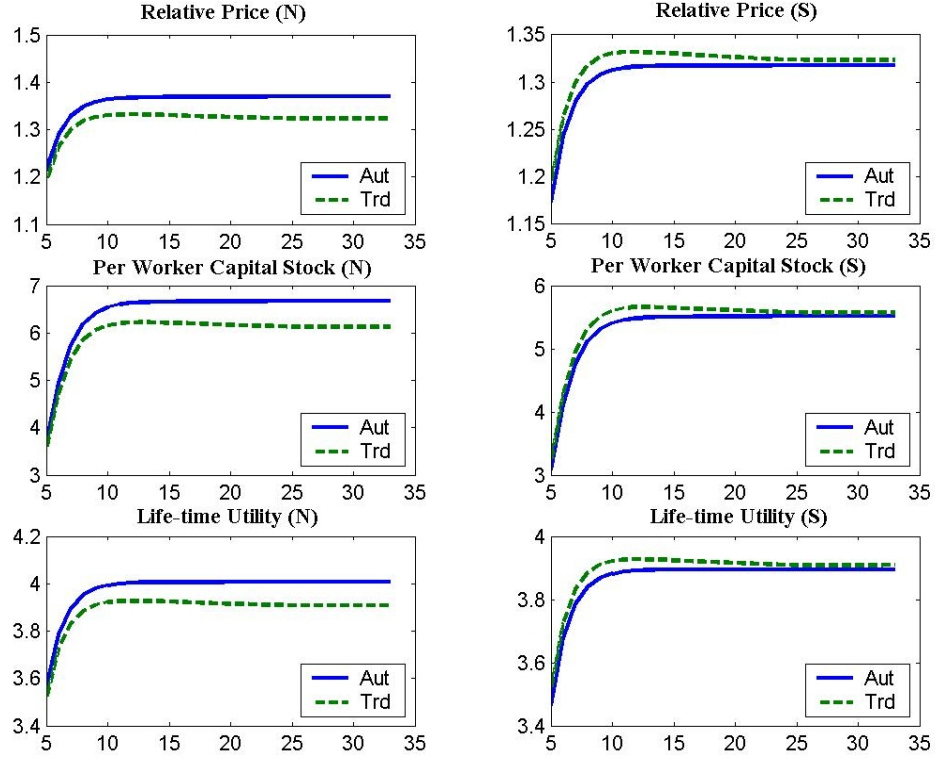 Relative Price (N)
1.5
1.4
1.3
1.2
1.1
5 10 15 20 25 30 35
Aut
Trd
Relative Price (S)
1.35
1.3
1.25
1.2
1.15
5 10 15 20 25 30 35
Aut
Trd
Per Worker Capital Stock (N)
7
6
5
4
3
5 10 15 20 25 30 35
Aut
Trd
Per Worker Capital Stock (S)
6
5
4
3
5 10 15 20 25 30 35
Aut
Trd
Life-time Utility (N)
4.2
4
3.8
3.6
3.4
5 10 15 20 25 30 35
Aut
Trd
Life-time Utility (S)
4
3.8
3.6
3.4
5 10 15 20 25 30 35
Aut
Trd